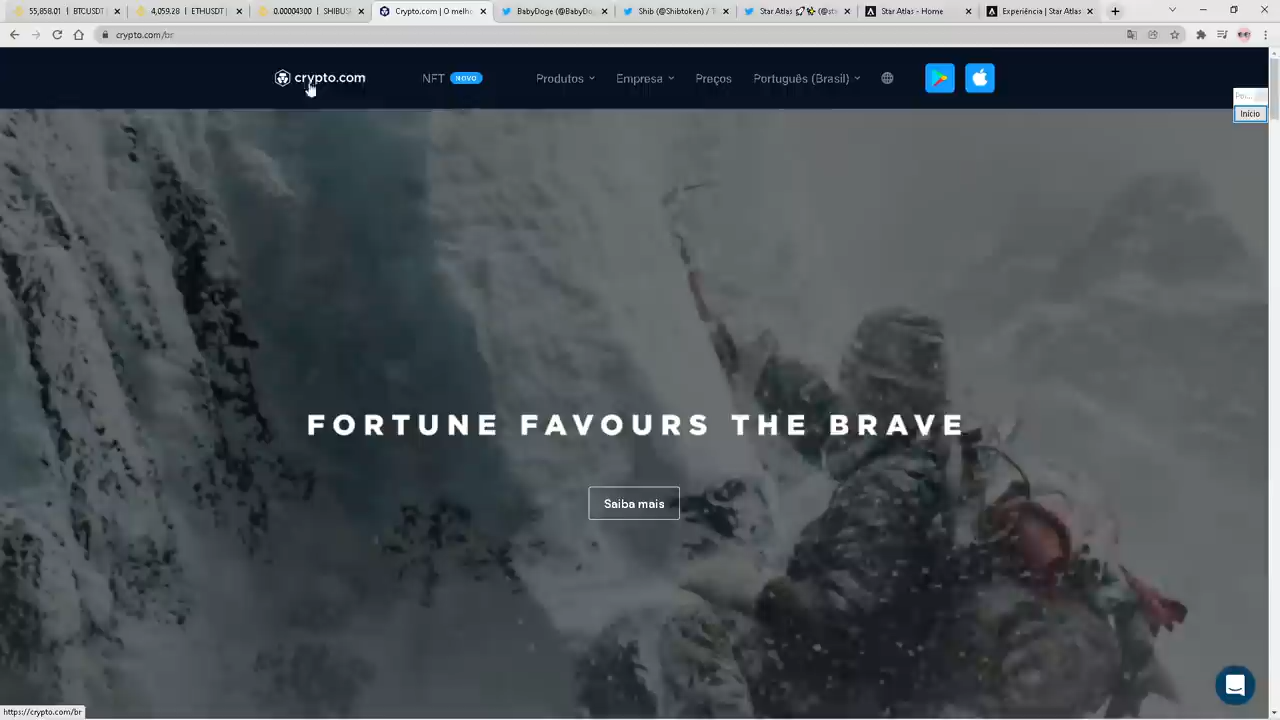 55,858.01 | BTCUSDT |
4,059.28 | ETHUSDT |
0.00004300 | SHIBUS
Crypto.com | O melho
BabyDoge (@BabyDo
Shib (@Shibtoken) / T
Star Atlas 🚀 (@st
Star Atlas - Home
Experiência | Star Atlas
crypto.com/br
crypto.com
NFT NOVO
Produtos
Empresa
Preços
Português (Brasil)
Início
FORTUNE FAVOURS THE BRAVE
Saiba mais
https://crypto.com/br